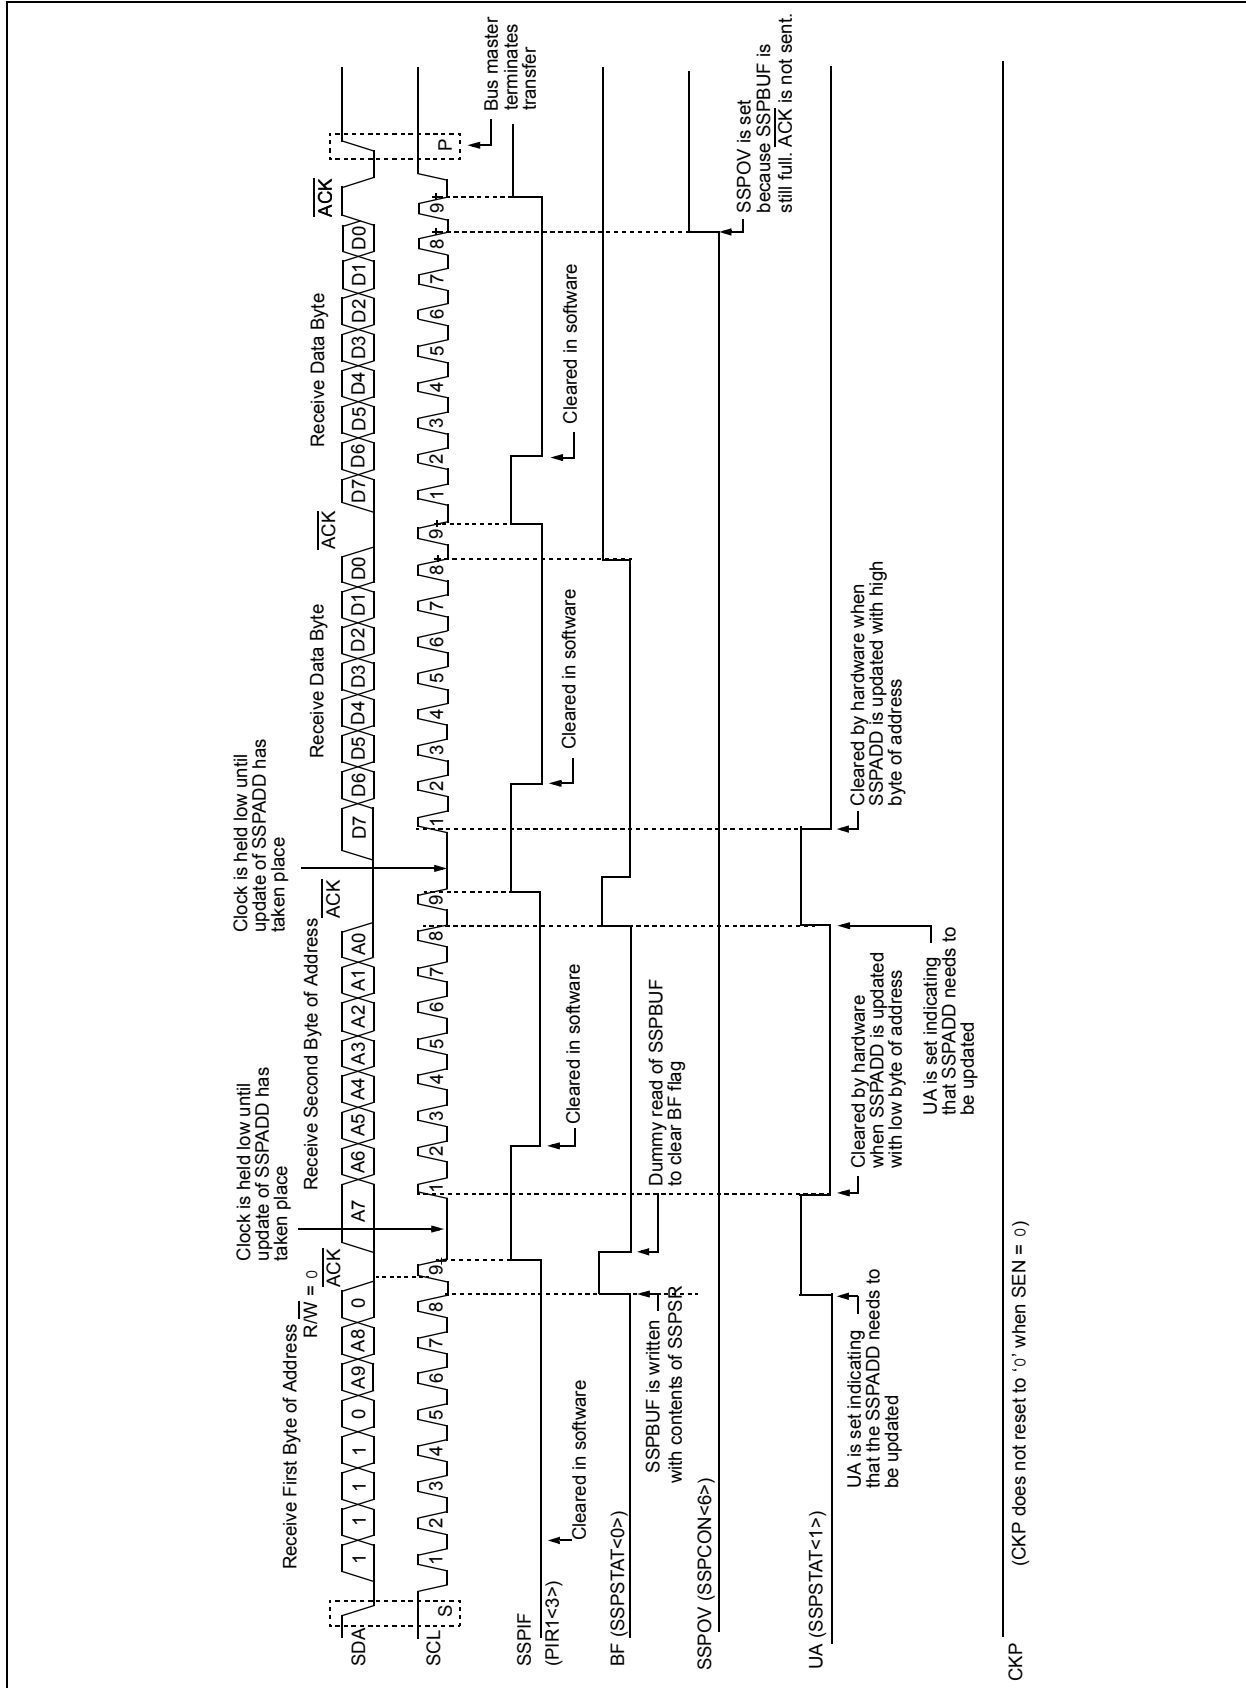 Receive First Byte of Address
R/W = 0
ACK
Clock is held low until
update of SSPADD has
taken place
Receive Second Byte of Address
ACK
Clock is held low until
update of SSPADD has
taken place
Receive Data Byte
ACK
Receive Data Byte
ACK
SDA
1 1 1 1 0 A9 A8 0
A7 A6 A5 A4 A3 A2 A1 A0
D7 D6 D5 D4 D3 D2 D1 D0
D7 D6 D5 D4 D3 D2 D1 D0
SCL
S
1 2 3 4 5 6 7 8 9
1 2 3 4 5 6 7 8 9
1 2 3 4 5 6 7 8 9
1 2 3 4 5 6 7 8 9
P
Bus master
terminates
transfer
SSPIF
(PIR1<3>)
Cleared in software
Cleared in software
Cleared in software
Cleared in software
BF (SSPSTAT<0>)
SSPBUF is written
with contents of SSPSR
Dummy read of SSPBUF
to clear BF flag
SSPOV (SSPCON<6>)
SSPOV is set
because SSPBUF is
still full. ACK is not sent.
UA (SSPSTAT<1>)
UA is set indicating
that the SSPADD needs to
be updated
Cleared by hardware
when SSPADD is updated
with low byte of address
UA is set indicating
that SSPADD needs to
be updated
Cleared by hardware when
SSPADD is updated with high
byte of address
CKP
(CKP does not reset to ‘0’ when SEN = 0)